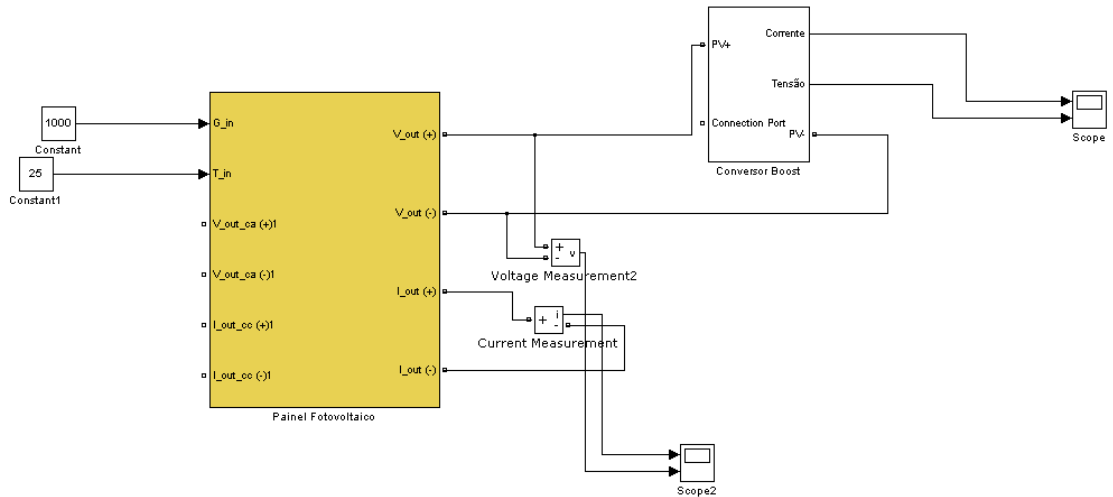 PV+
Corrente
Tensão
Connection Port
PV-
Conversor Boost
Scope
1000
Constant
25
Constant1
G_in
T_in
V_out_ca (+)1
V_out_ca (-)1
I_out_cc (+)1
I_out_cc (-)1
V_out (+)
V_out (-)
I_out (+)
I_out (-)
Painel Fotovoltaico
+
-
v
Voltage Measurement2
+
i
-
Current Measurement
Scope2